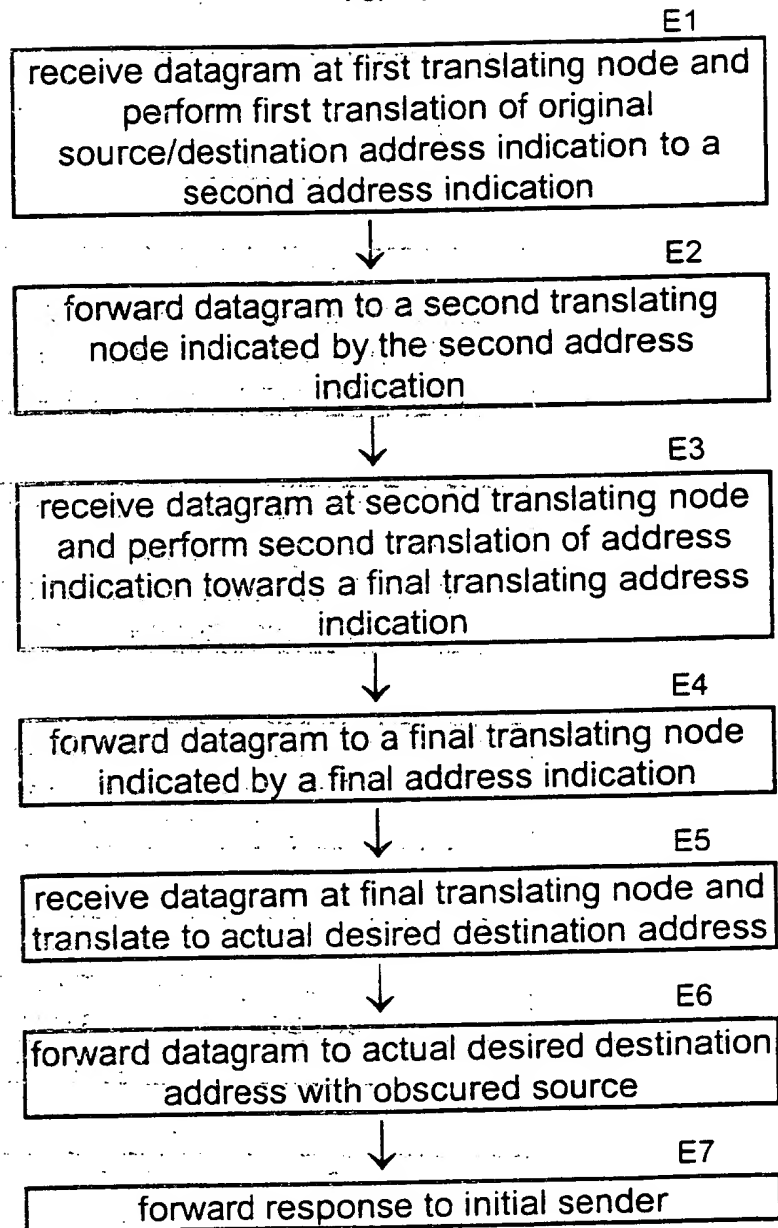 E1
receive datagram at first translating node and
perform first translation of original
source/destination address indication to a
second address indication
E2
forward datagram to a second translating
node indicated by the second address
indication
E3
receive datagram at second translating node
and perform second translation of address
indication towards a final translating address
indication
E4
forward datagram to a final translating node
indicated by a final address indication
E5
receive datagram at final translating node and
translate to actual desired destination address
E6
forward datagram to actual desired destination
address with obscured source
E7
forward response to initial sender